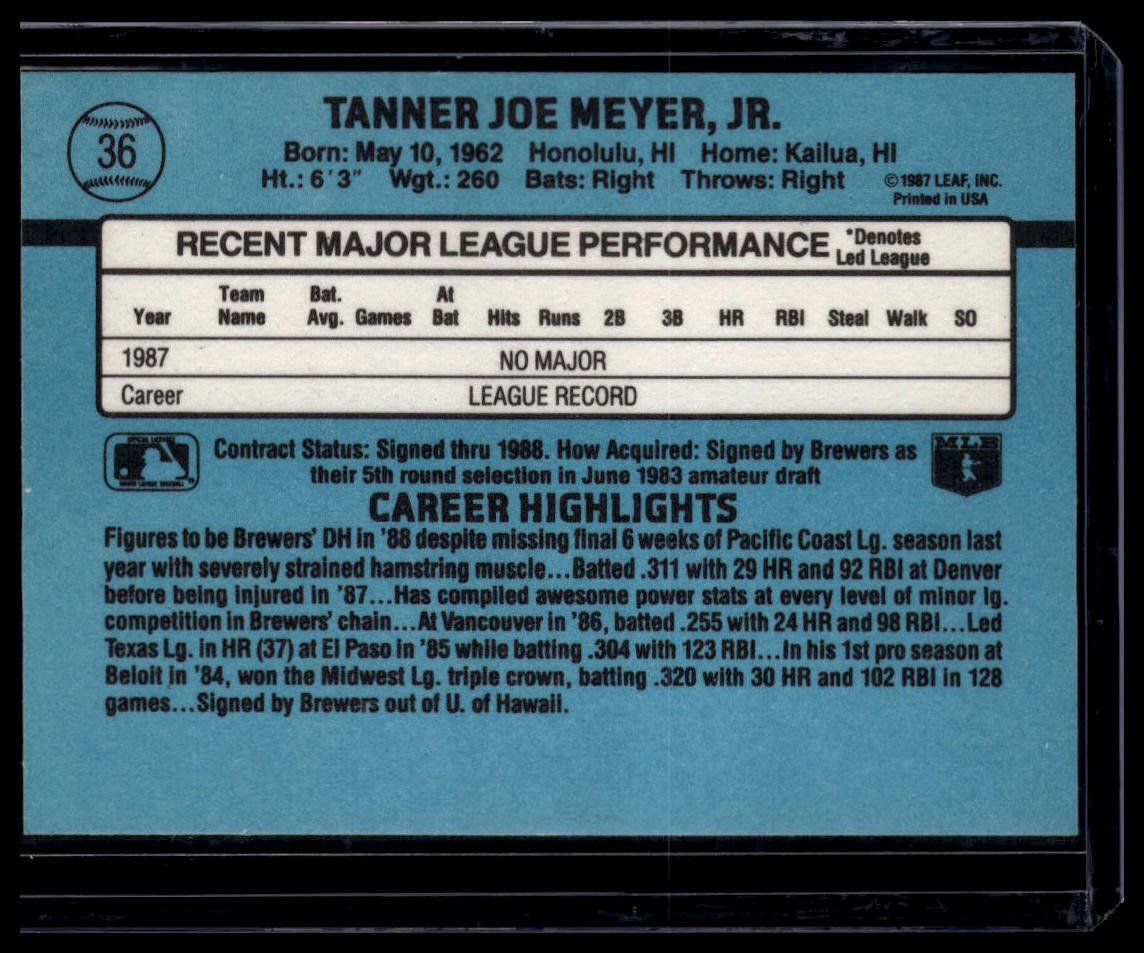 36
TANNER JOE MEYER, JR.
Born: May 10, 1962 Honolulu, HI Home: Kailua, HI
Ht.: 6'3" Wgt.: 260 Bats: Right Throws: Right
©1987 LEAF, INC.
Printed in USA
RECENT MAJOR LEAGUE PERFORMANCE *Denotes
Led League
Year Team Name Bat. Avg. Games At Bat Hits Runs 2B 3B HR RBI Steal Walk SO
1987 NO MAJOR
Career LEAGUE RECORD
Contract Status: Signed thru 1988. How Acquired: Signed by Brewers as
their 5th round selection in June 1983 amateur draft
MLB
CAREER HIGHLIGHTS
Figures to be Brewers' DH in '88 despite missing final 6 weeks of Pacific Coast Lg. season last
year with severely strained hamstring muscle...Batted .311 with 29 HR and 92 RBI at Denver
before being injured in '87...Has compiled awesome power stats at every level of minor lg.
competition in Brewers' chain...At Vancouver in '86, batted .255 with 24 HR and 98 RBI...Led
Texas Lg. in HR (37) at El Paso in '85 while batting .304 with 123 RBI...In his 1st pro season at
Beloit in '84, won the Midwest Lg. triple crown, batting .320 with 30 HR and 102 RBI in 128
games...Signed by Brewers out of U. of Hawaii.